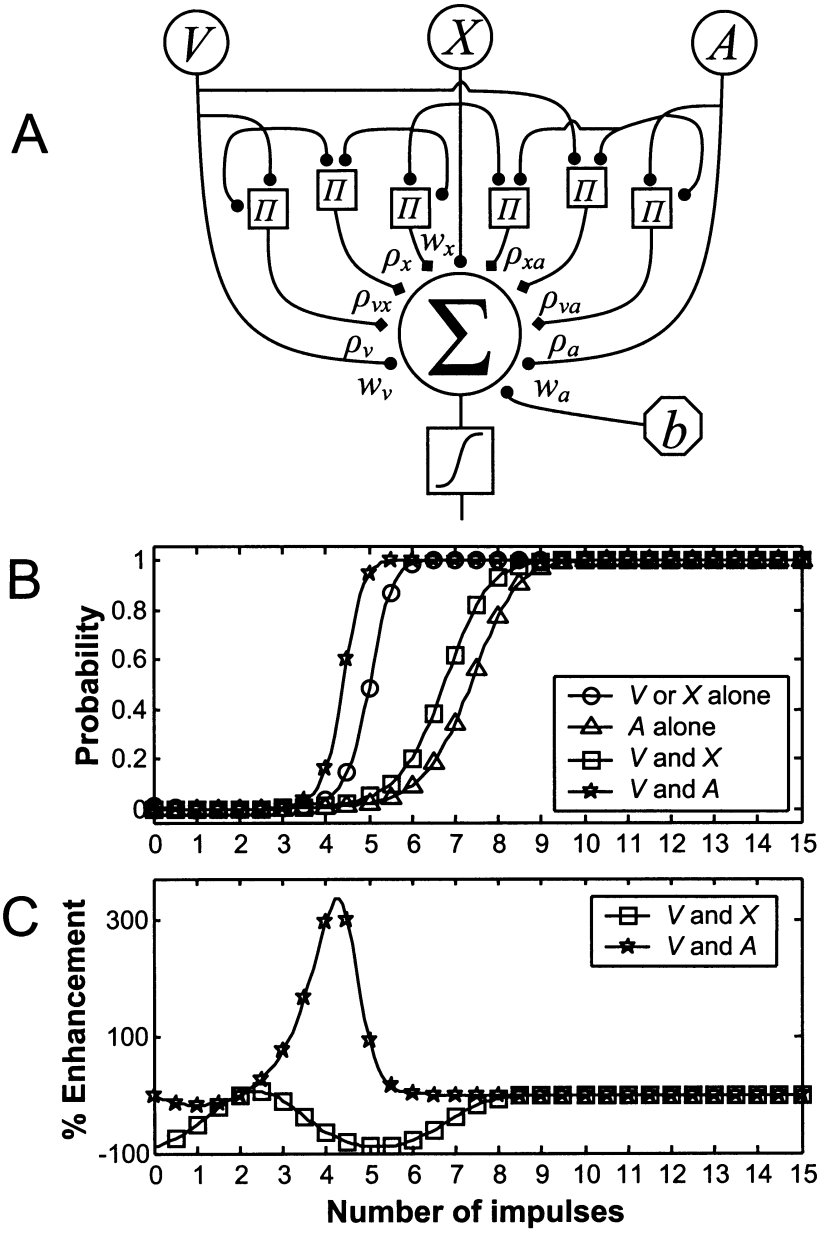 V X A
A
Π Π Π Π Π Π
ρx wx ρxa
ρvx ρva
ρv Σ ρa
wv wa
b
B
Probability
1
0.8
0.6
0.4
0.2
0
V or X alone
A alone
V and X
V and A
0 1 2 3 4 5 6 7 8 9 10 11 12 13 14 15
C
% Enhancement
300
100
-100
V and X
V and A
0 1 2 3 4 5 6 7 8 9 10 11 12 13 14 15
Number of impulses